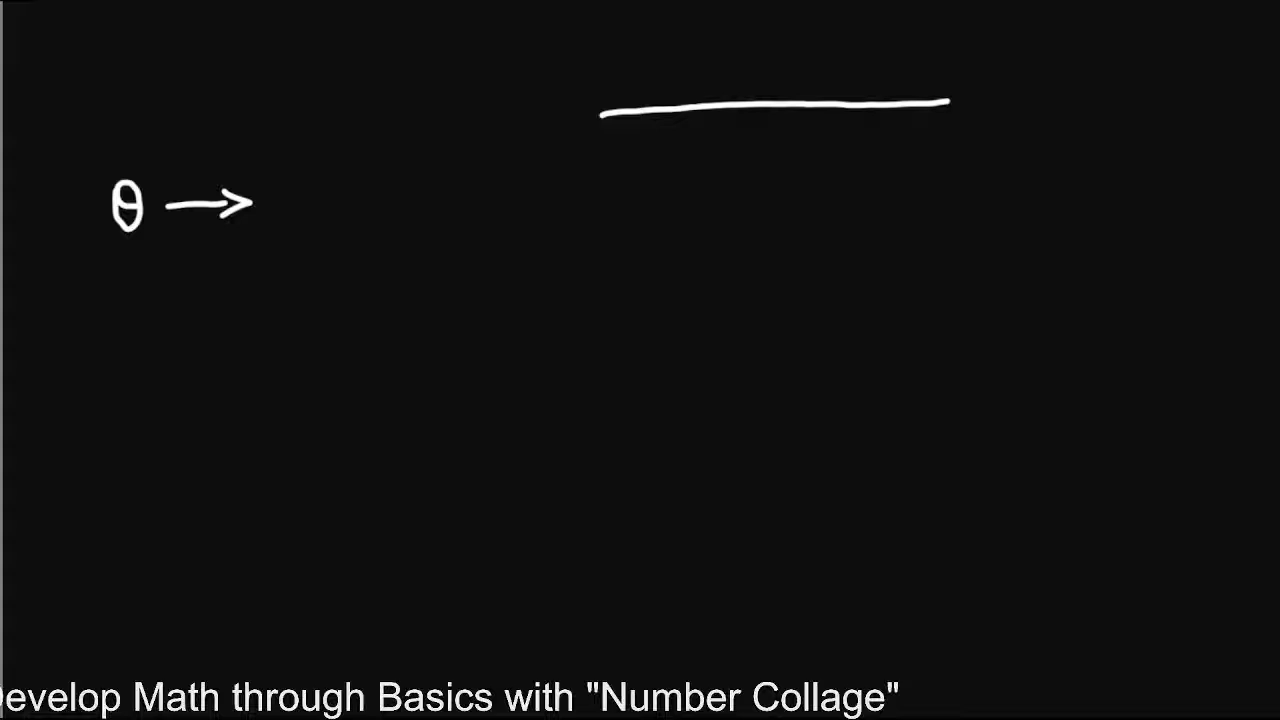 θ →
evelop Math through Basics with "Number Collage"